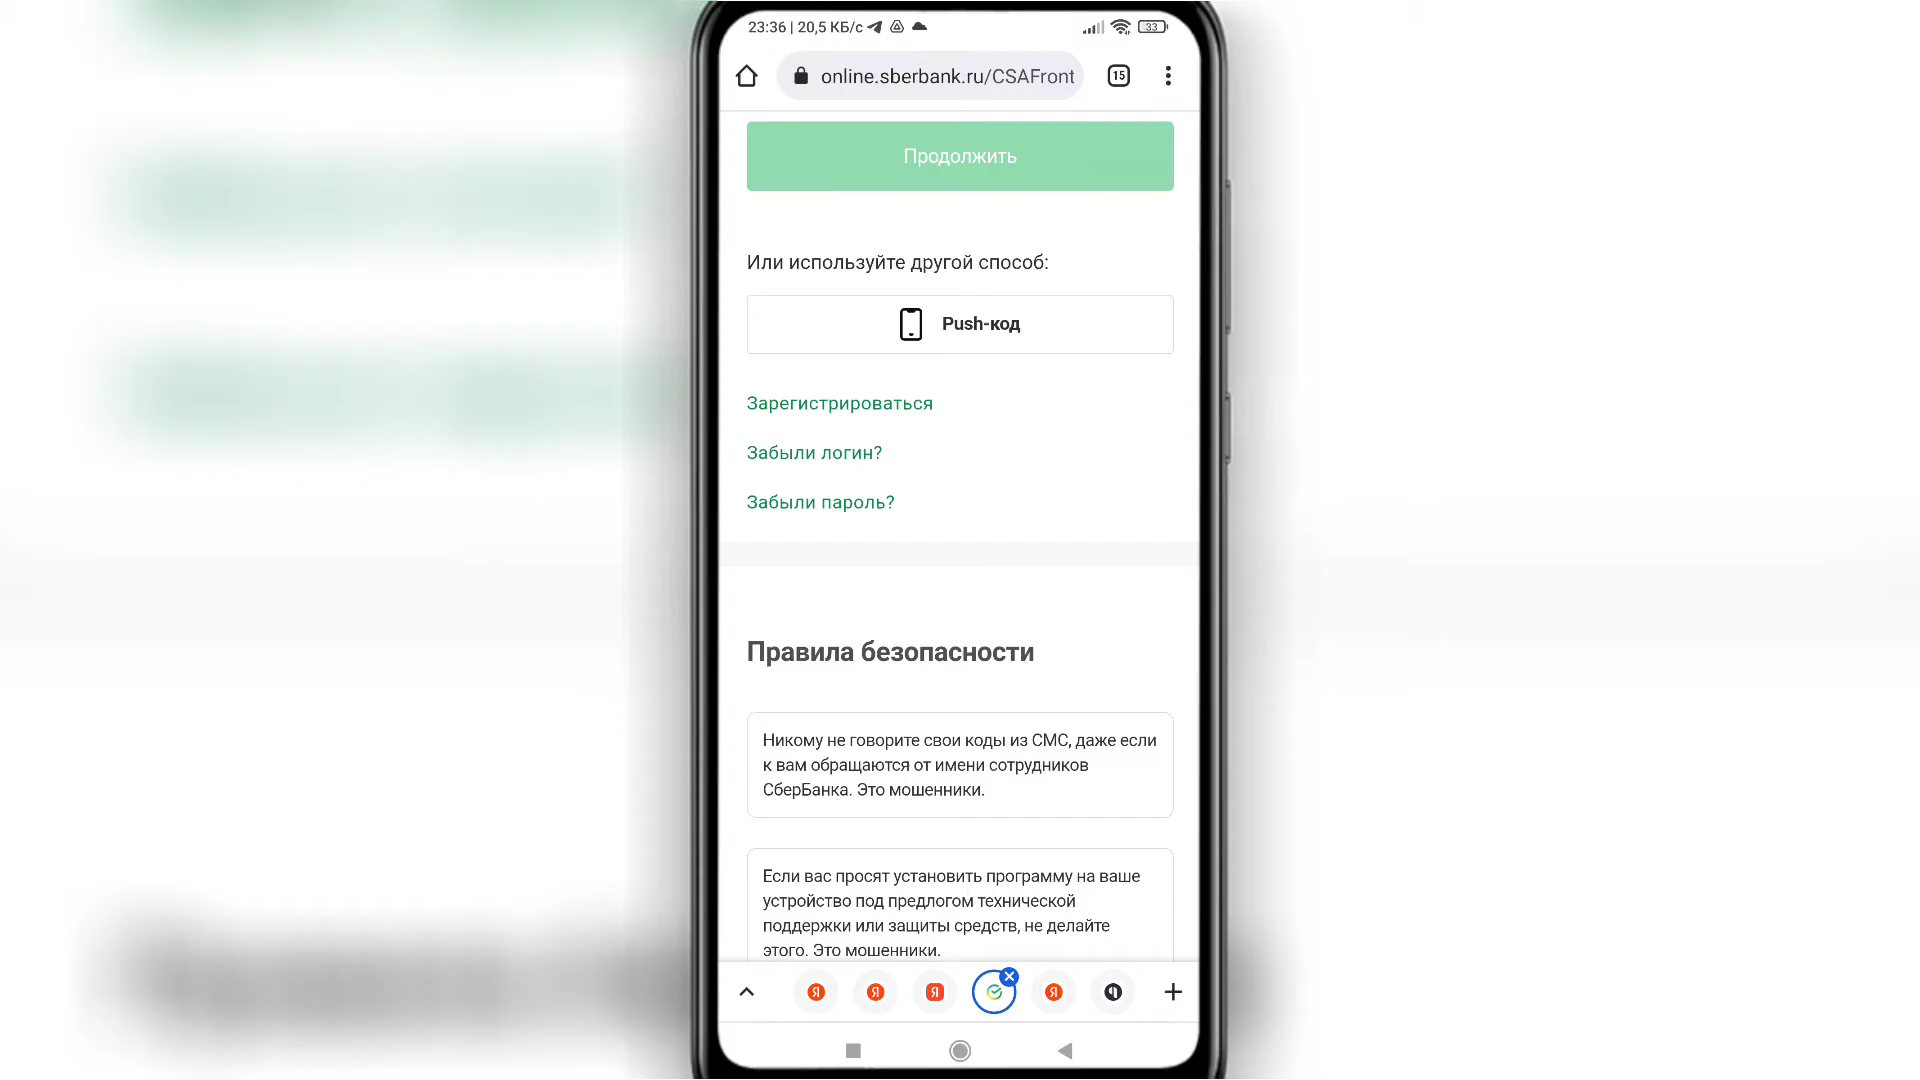 23:36 | 20,5 КБ/с
33
online.sberbank.ru/CSAFront
15
Продолжить
Или используйте другой способ:
Push-код
Зарегистрироваться
Забыли логин?
Забыли пароль?
Правила безопасности
Никому не говорите свои коды из СМС, даже если
к вам обращаются от имени сотрудников
СберБанка. Это мошенники.
Если вас просят установить программу на ваше
устройство под предлогом технической
поддержки или защиты средств, не делайте
этого. Это мошенники.
Я Я Я Я